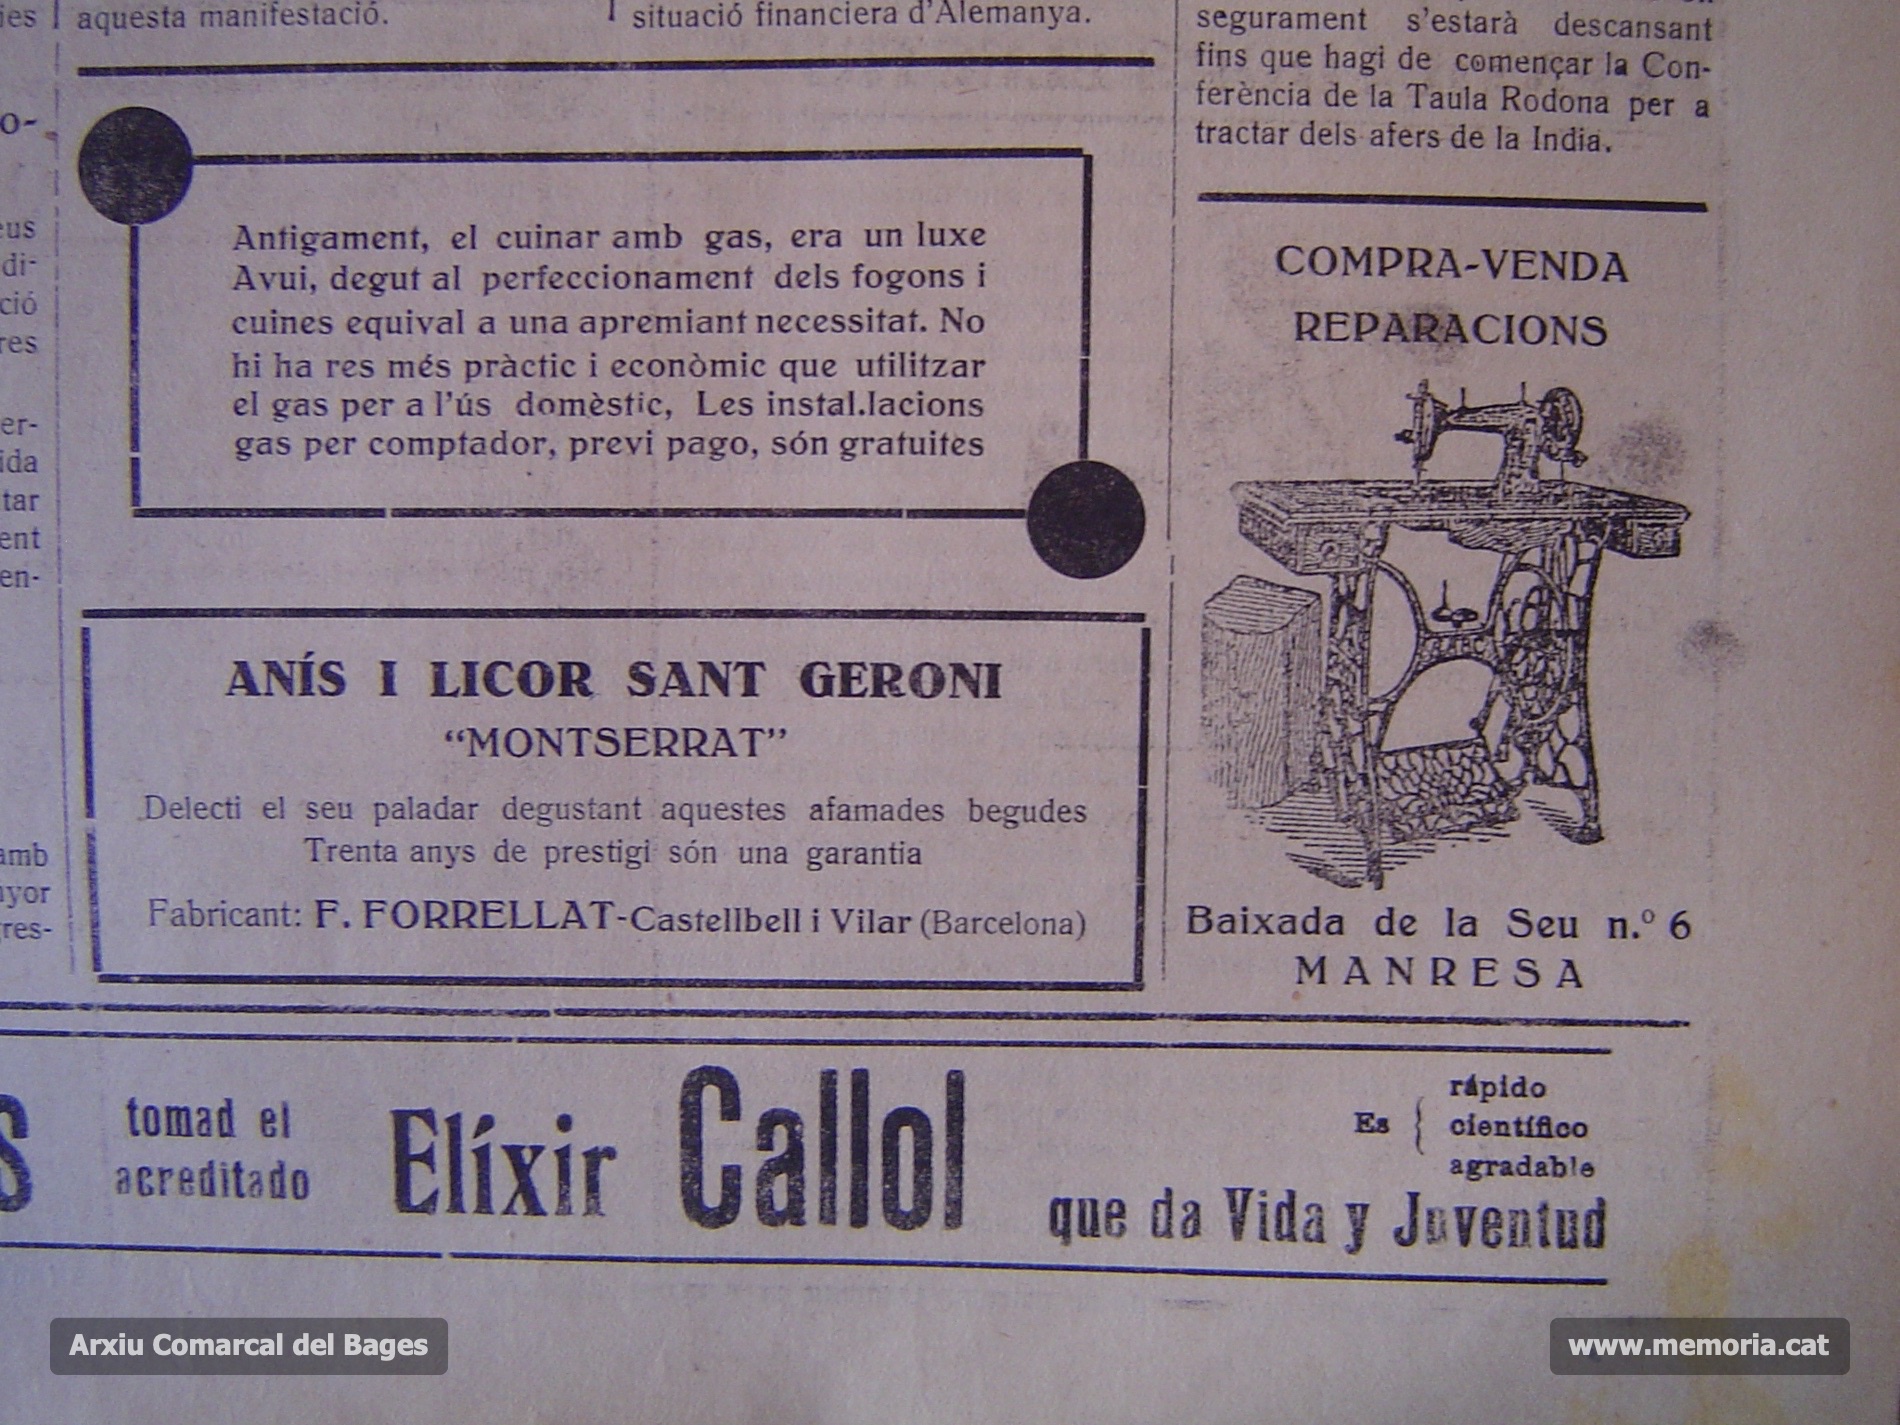 aquesta manifestació.
situació financiera d'Alemanya.
segurament s'estarà descansant
fins que hagi de començar la Con-
ferència de la Taula Rodona per a
tractar dels afers de la India.
Antigament, el cuinar amb gas, era un luxe
Avui, degut al perfeccionament dels fogons i
cuines equival a una apremiant necessitat. No
hi ha res més pràctic i econòmic que utilitzar
el gas per a l'ús domèstic, Les instal.lacions
gas per comptador, previ pago, són gratuites
ANÍS I LICOR SANT GERONI
“MONTSERRAT”
Delecti el seu paladar degustant aquestes afamades begudes
Trenta anys de prestigi són una garantia
Fabricant: F. FORRELLAT-Castellbell i Vilar (Barcelona)
COMPRA-VENDA
REPARACIONS
Baixada de la Seu n.º 6
MANRESA
tomad el
acreditado
Elíxir Callol
Es
rápido
científico
agradable
que da Vida y Juventud
Arxiu Comarcal del Bages
www.memoria.cat